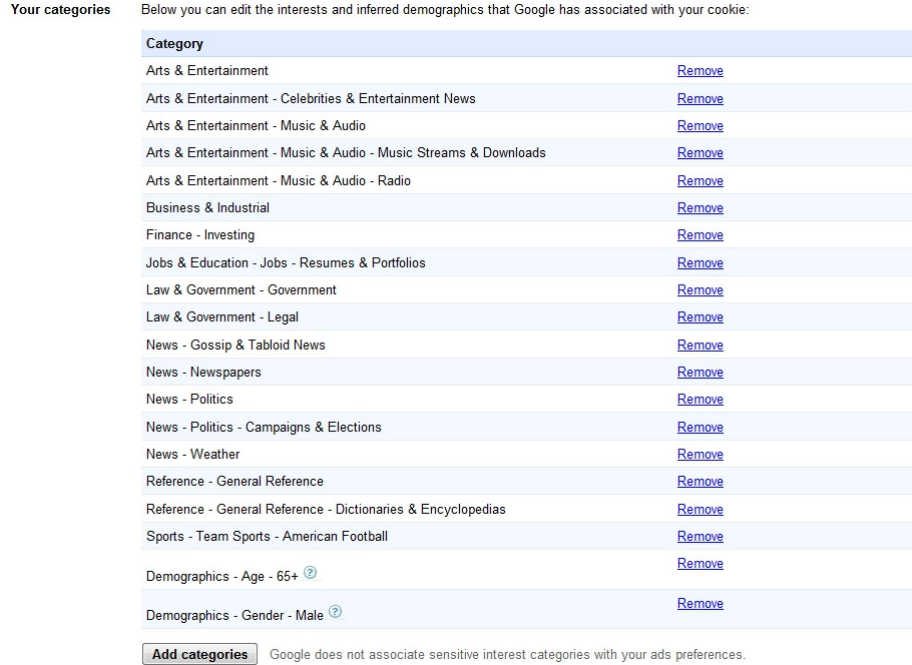 Your categories Below you can edit the interests and inferred demographics that Google has associated with your cookie:
Category
Arts & Entertainment Remove
Arts & Entertainment - Celebrities & Entertainment News Remove
Arts & Entertainment - Music & Audio Remove
Arts & Entertainment - Music & Audio - Music Streams & Downloads Remove
Arts & Entertainment - Music & Audio - Radio Remove
Business & Industrial Remove
Finance - Investing Remove
Jobs & Education - Jobs - Resumes & Portfolios Remove
Law & Government - Government Remove
Law & Government - Legal Remove
News - Gossip & Tabloid News Remove
News - Newspapers Remove
News - Politics Remove
News - Politics - Campaigns & Elections Remove
News - Weather Remove
Reference - General Reference Remove
Reference - General Reference - Dictionaries & Encyclopedias Remove
Sports - Team Sports - American Football Remove
Demographics - Age - 65+ ? Remove
Demographics - Gender - Male ? Remove
Add categories Google does not associate sensitive interest categories with your ads preferences.